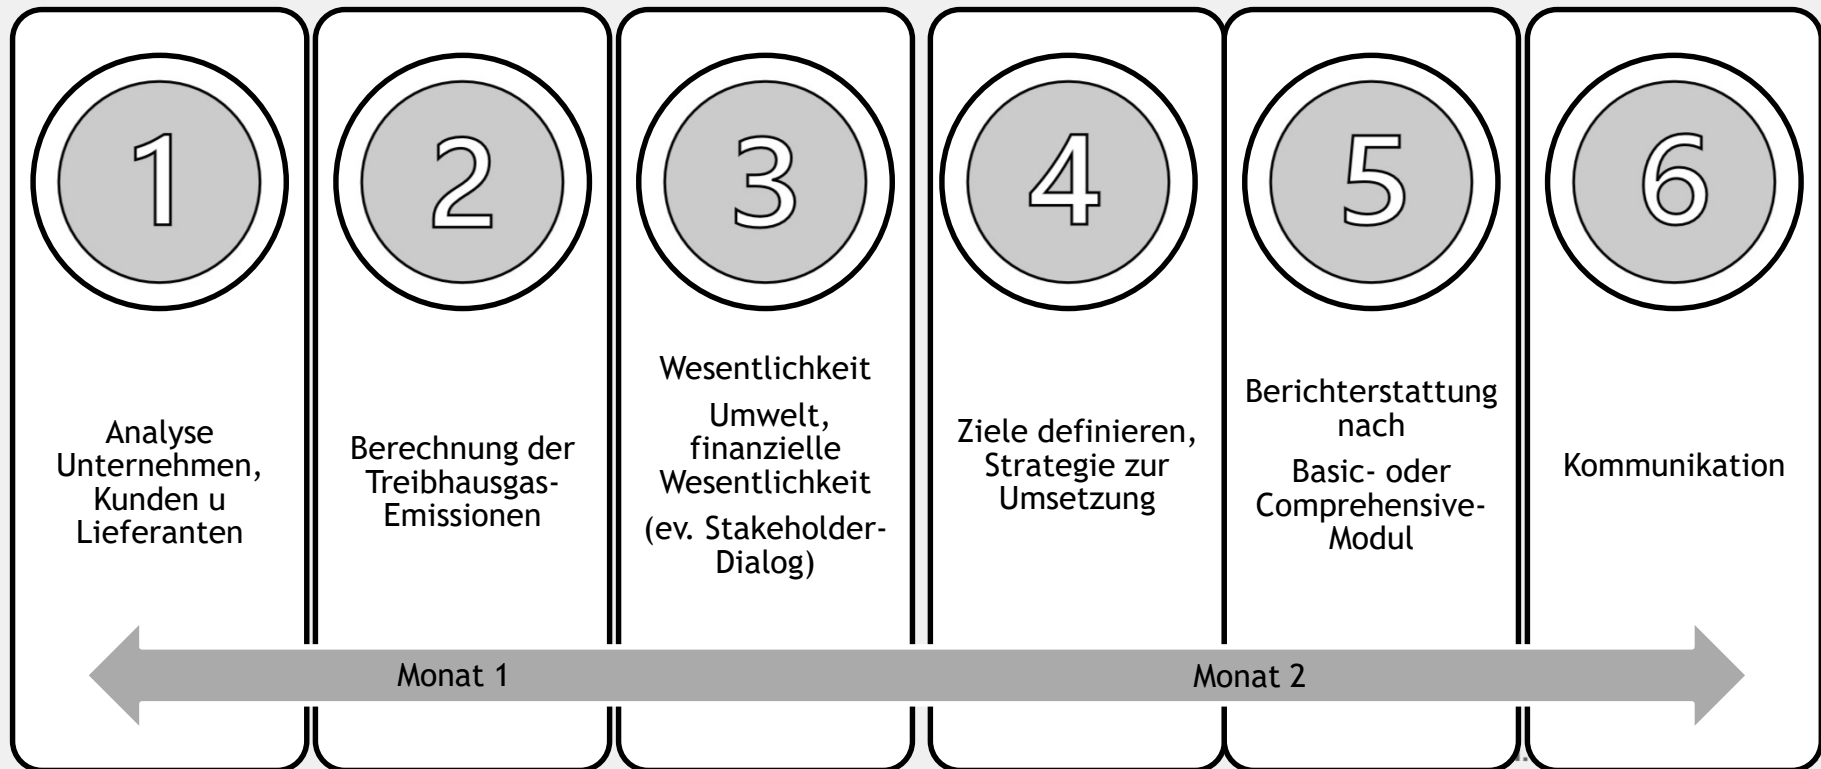 1
Analyse
Unternehmen,
Kunden u
Lieferanten
2
Berechnung der
Treibhausgas-
Emissionen
3
Wesentlichkeit
Umwelt,
finanzielle
Wesentlichkeit
(ev. Stakeholder-
Dialog)
4
Ziele definieren,
Strategie zur
Umsetzung
5
Berichterstattung
nach
Basic- oder
Comprehensive-
Modul
6
Kommunikation
Monat 1
Monat 2